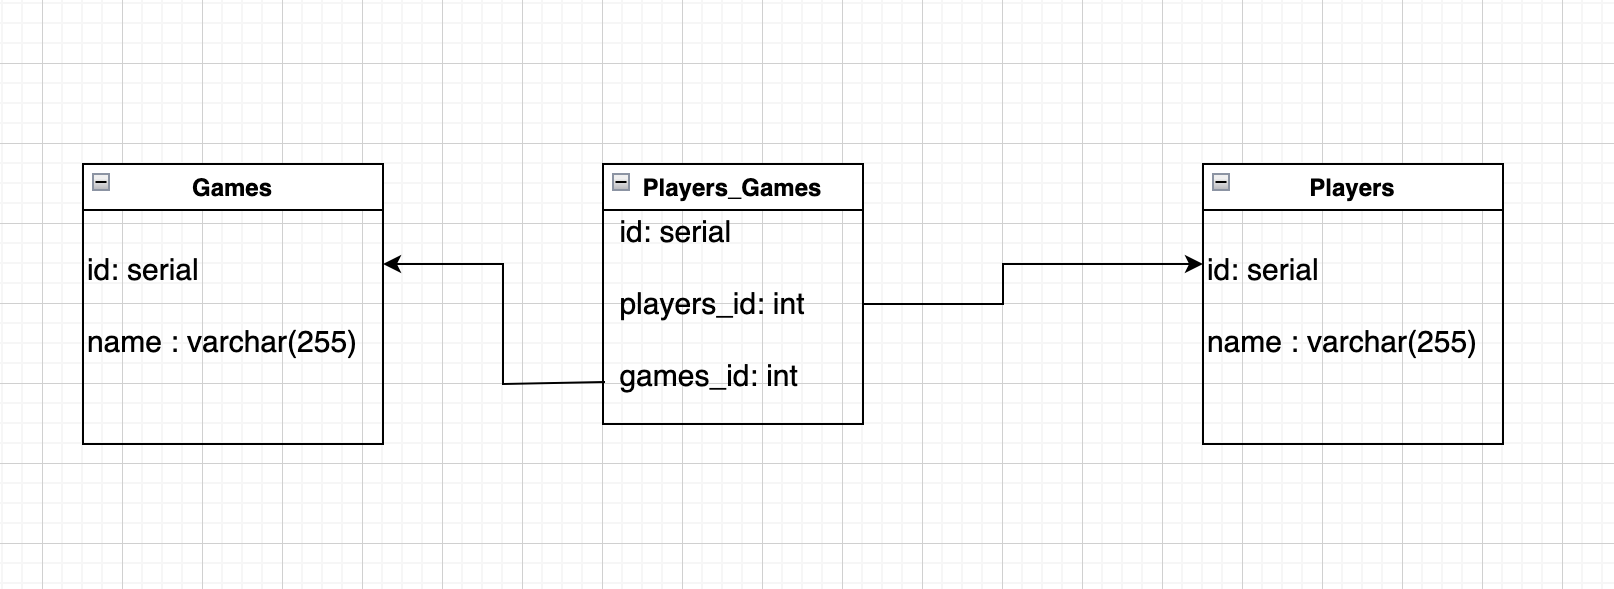 Games
id: serial
name : varchar(255)
Players_Games
id: serial
players_id: int
games_id: int
Players
id: serial
name : varchar(255)